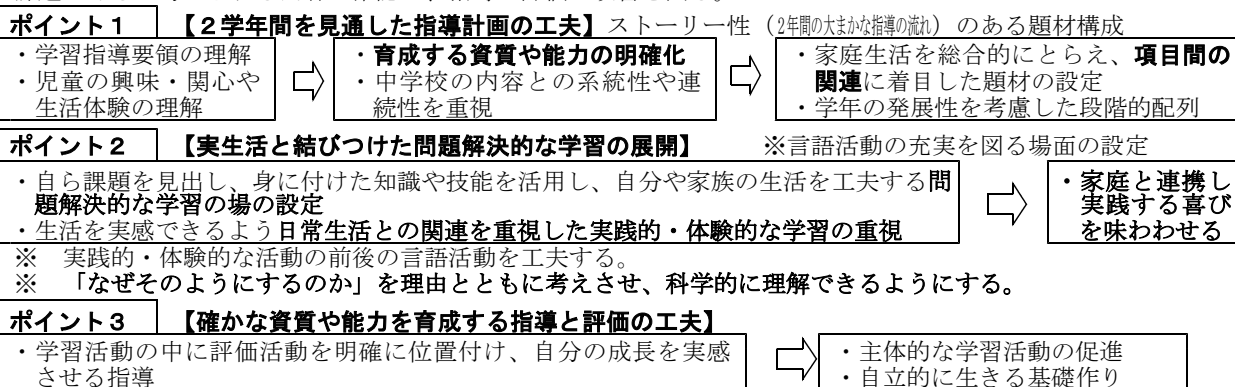 ポイント1 【2学年間を見通した指導計画の工夫】ストーリー性（2年間の大まかな指導の流れ）のある題材構成
・学習指導要領の理解
・児童の興味・関心や
生活体験の理解
・育成する資質や能力の明確化
・中学校の内容との系統性や連
続性を重視
・家庭生活を総合的にとらえ、項目間の
関連に着目した題材の設定
・学年の発展性を考慮した段階的配列
ポイント2 【実生活と結びつけた問題解決的な学習の展開】 ※言語活動の充実を図る場面の設定
・自ら課題を見出し、身に付けた知識や技能を活用し、自分や家族の生活を工夫する問
題解決的な学習の場の設定
・生活を実感できるよう日常生活との関連を重視した実践的・体験的な学習の重視
・家庭と連携し
実践する喜び
を味わわせる
※ 実践的・体験的な活動の前後の言語活動を工夫する。
※ 「なぜそのようにするのか」を理由とともに考えさせ、科学的に理解できるようにする。
ポイント3 【確かな資質や能力を育成する指導と評価の工夫】
・学習活動の中に評価活動を明確に位置付け、自分の成長を実感
させる指導
・主体的な学習活動の促進
・自立的に生きる基礎作り